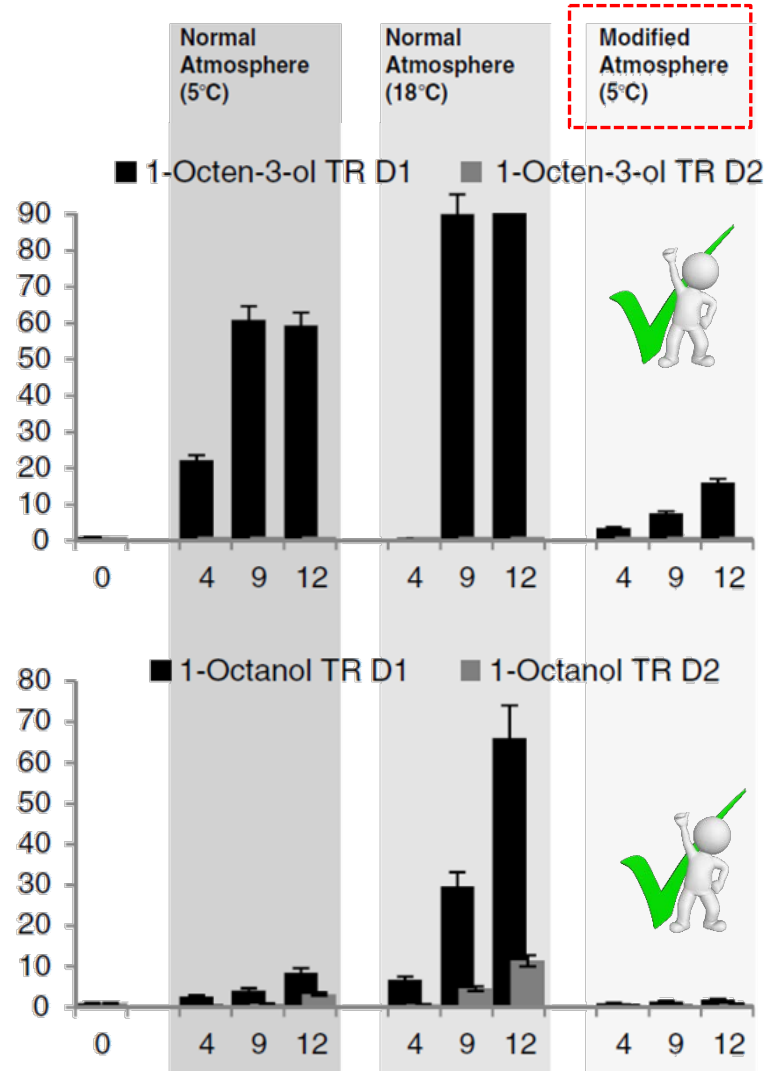 Normal
Atmosphere
(5°C)
Normal
Atmosphere
(18°C)
Modified
Atmosphere
(5°C)
1-Octen-3-ol TR D1 1-Octen-3-ol TR D2
90
80
70
60
50
40
30
20
10
0
0 4 9 12 4 9 12 4 9 12
1-Octanol TR D1 1-Octanol TR D2
80
70
60
50
40
30
20
10
0
0 4 9 12 4 9 12 4 9 12